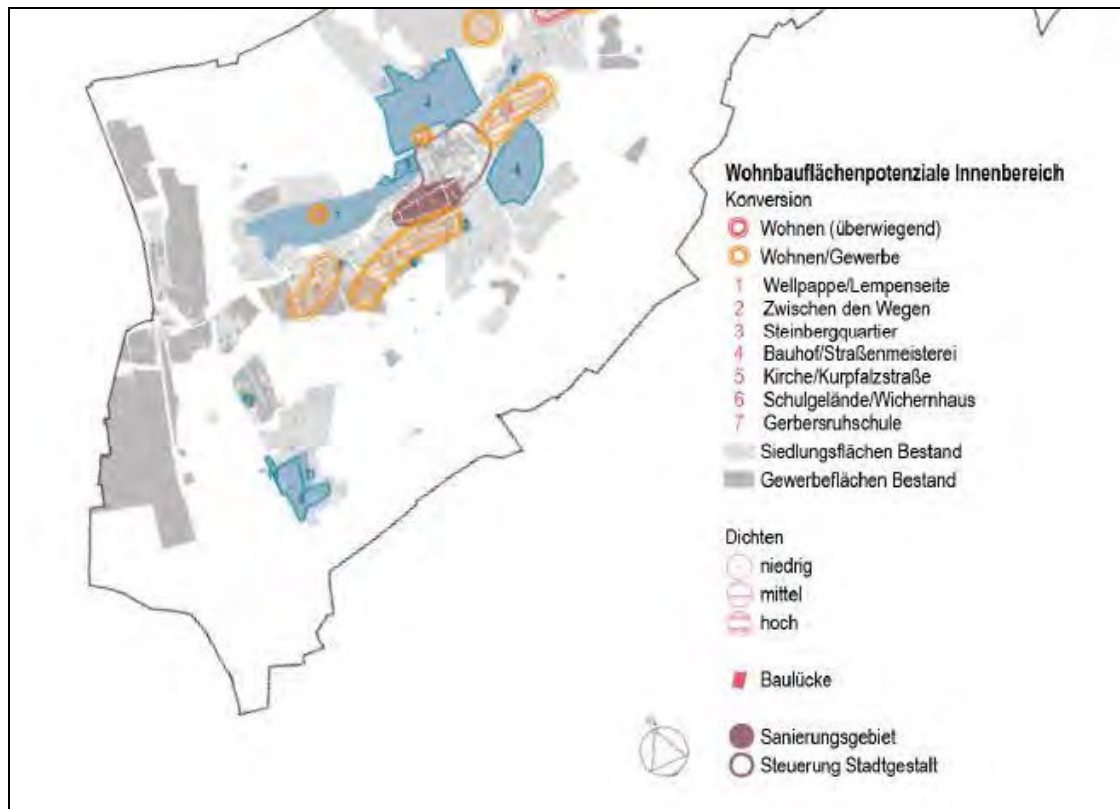 Wohnbauflächenpotenziale Innenbereich
Konversion
Wohnen (überwiegend)
Wohnen/Gewerbe
1 Wellpappe/Lempenseite
2 Zwischen den Wegen
3 Steinbergquartier
4 Bauhof/Straßenmeisterei
5 Kirche/Kurpfalzstraße
6 Schulgelände/Wichernhaus
7 Gerbersruhschule
Siedlungsflächen Bestand
Gewerbeflächen Bestand
Dichten
niedrig
mittel
hoch
Baulücke
Sanierungsgebiet
Steuerung Stadtgestalt